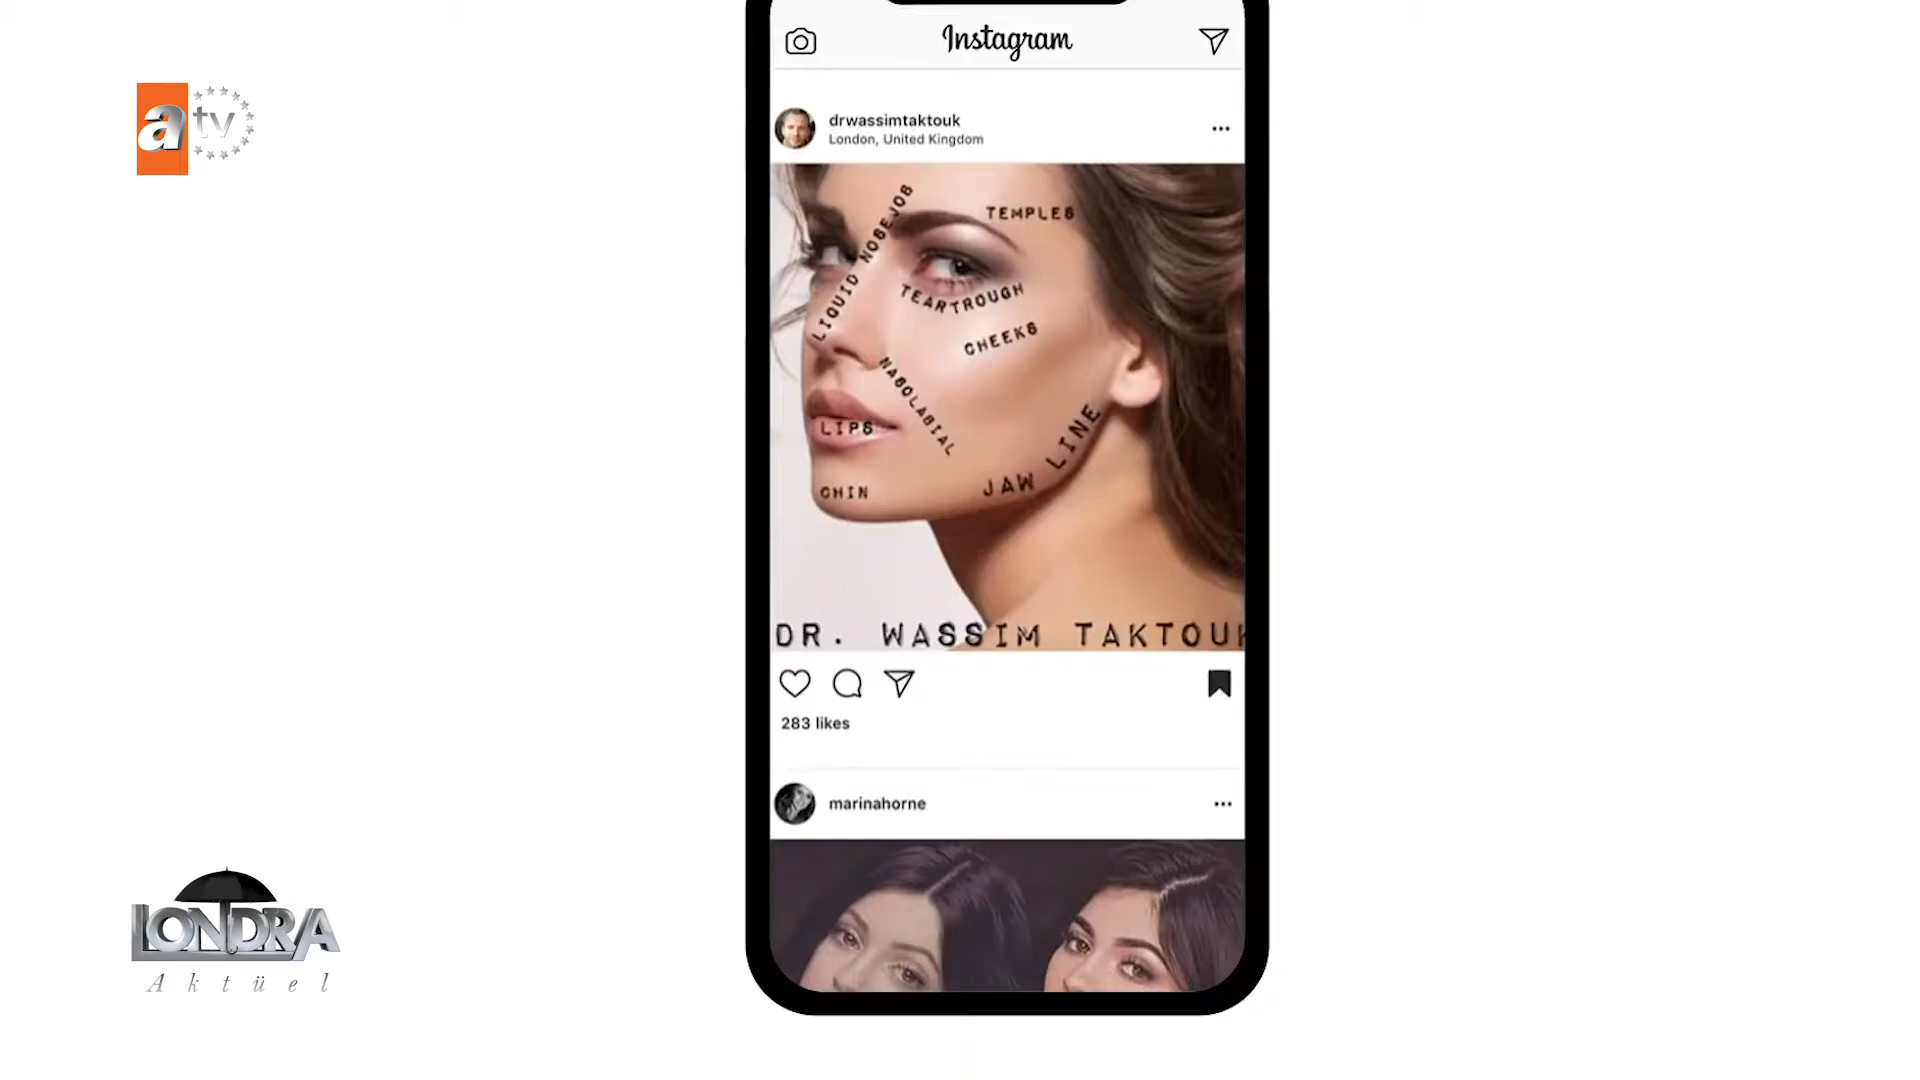 Instagram
a tv
drwassimtaktouk
London, United Kingdom
LIQUID NOSEJOB
TEMPLES
TEARTROUGH
CHEEKS
NASOLABIAL
LIPS
JAW LINE
CHIN
DR. WASSIM TAKTOUK
283 likes
marinahorne
LONDRA
Aktüel